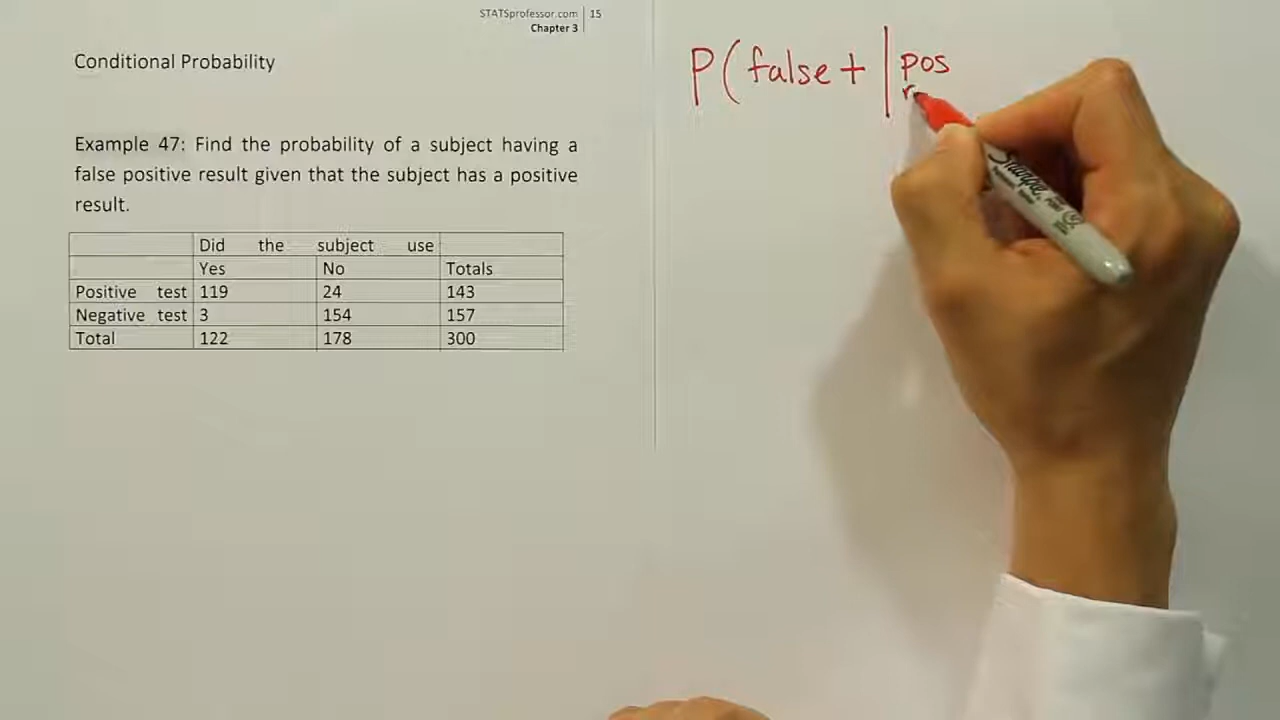 STATSprofessor.com 15
Chapter 3
Conditional Probability
Example 47: Find the probability of a subject having a
false positive result given that the subject has a positive
result.
Did the subject use
Yes No Totals
Positive test 119 24 143
Negative test 3 154 157
Total 122 178 300
P(false + | pos
r
Sharpie